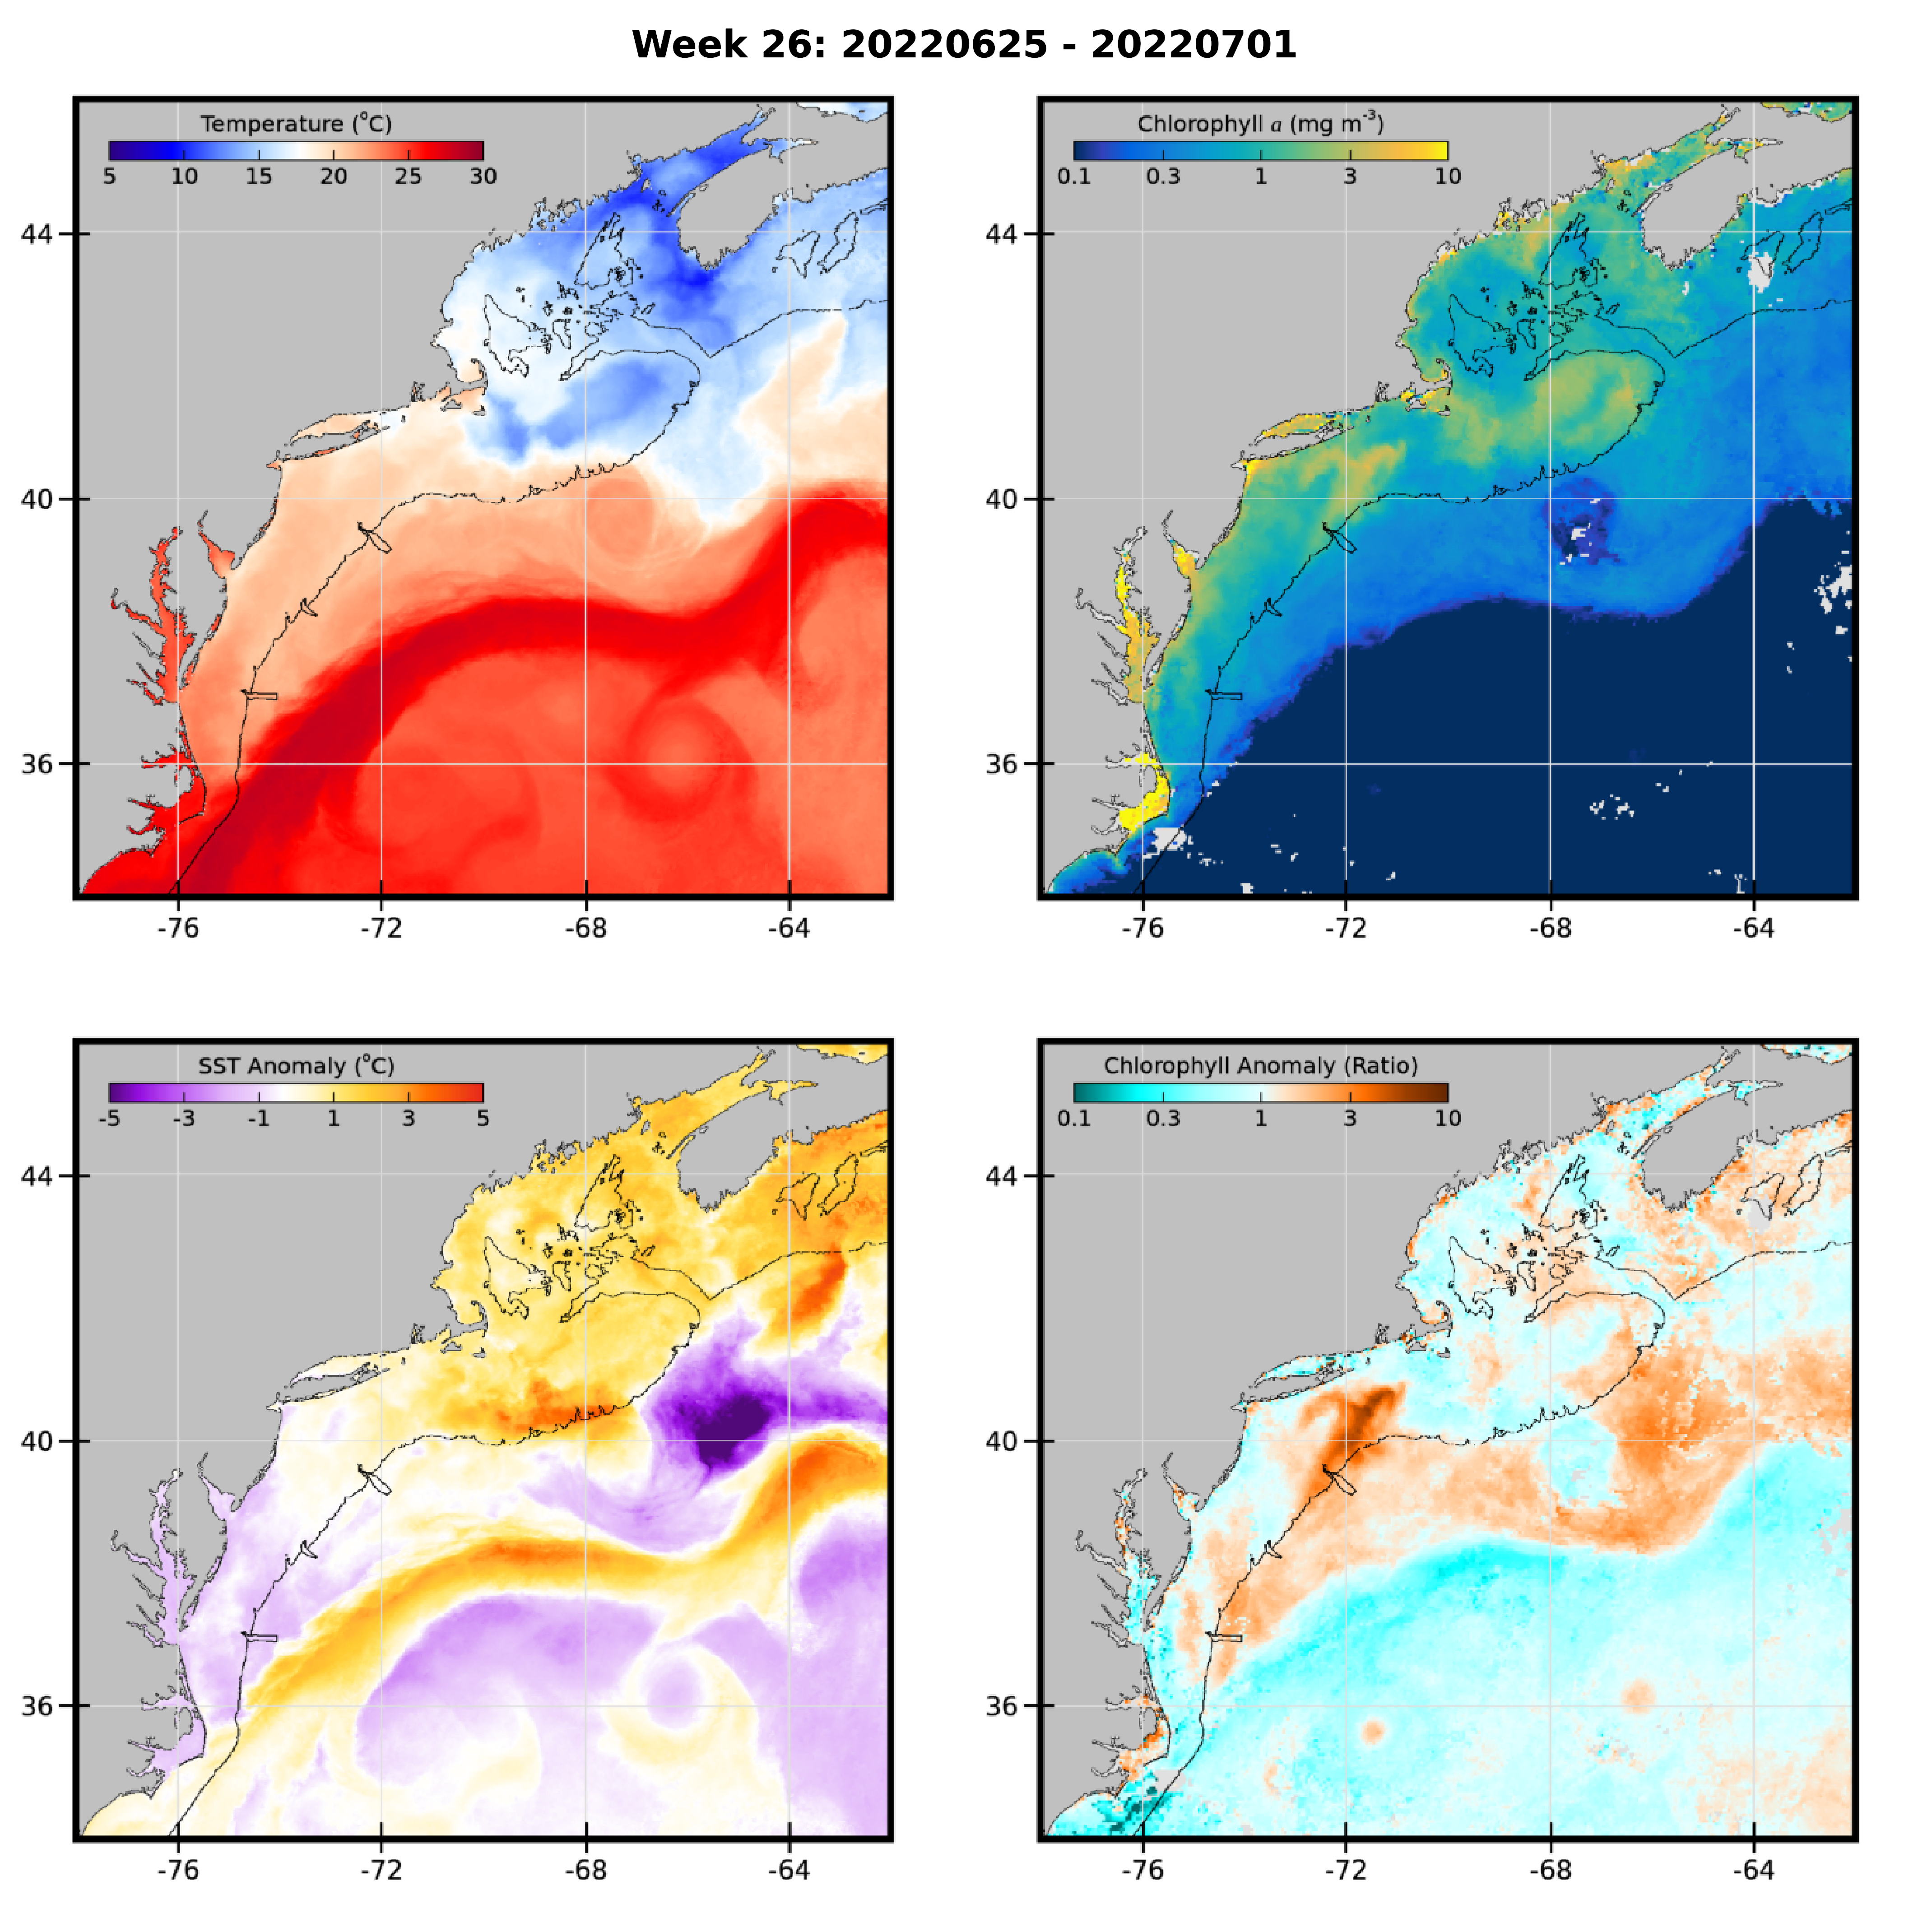 Week 26: 20220625 - 20220701
Temperature (°C)
5 10 15 20 25 30
44
40
36
-76 -72 -68 -64
Chlorophyll a (mg m⁻³)
0.1 0.3 1 3 10
44
40
36
-76 -72 -68 -64
SST Anomaly (°C)
-5 -3 -1 1 3 5
44
40
36
-76 -72 -68 -64
Chlorophyll Anomaly (Ratio)
0.1 0.3 1 3 10
44
40
36
-76 -72 -68 -64